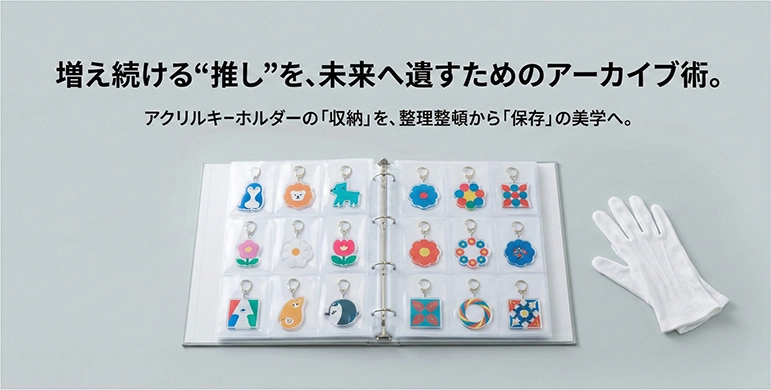 増え続ける“推し”を、未来へ遺すためのアーカイブ術。
アクリルキーホルダーの「収納」を、整理整頓から「保存」の美学へ。